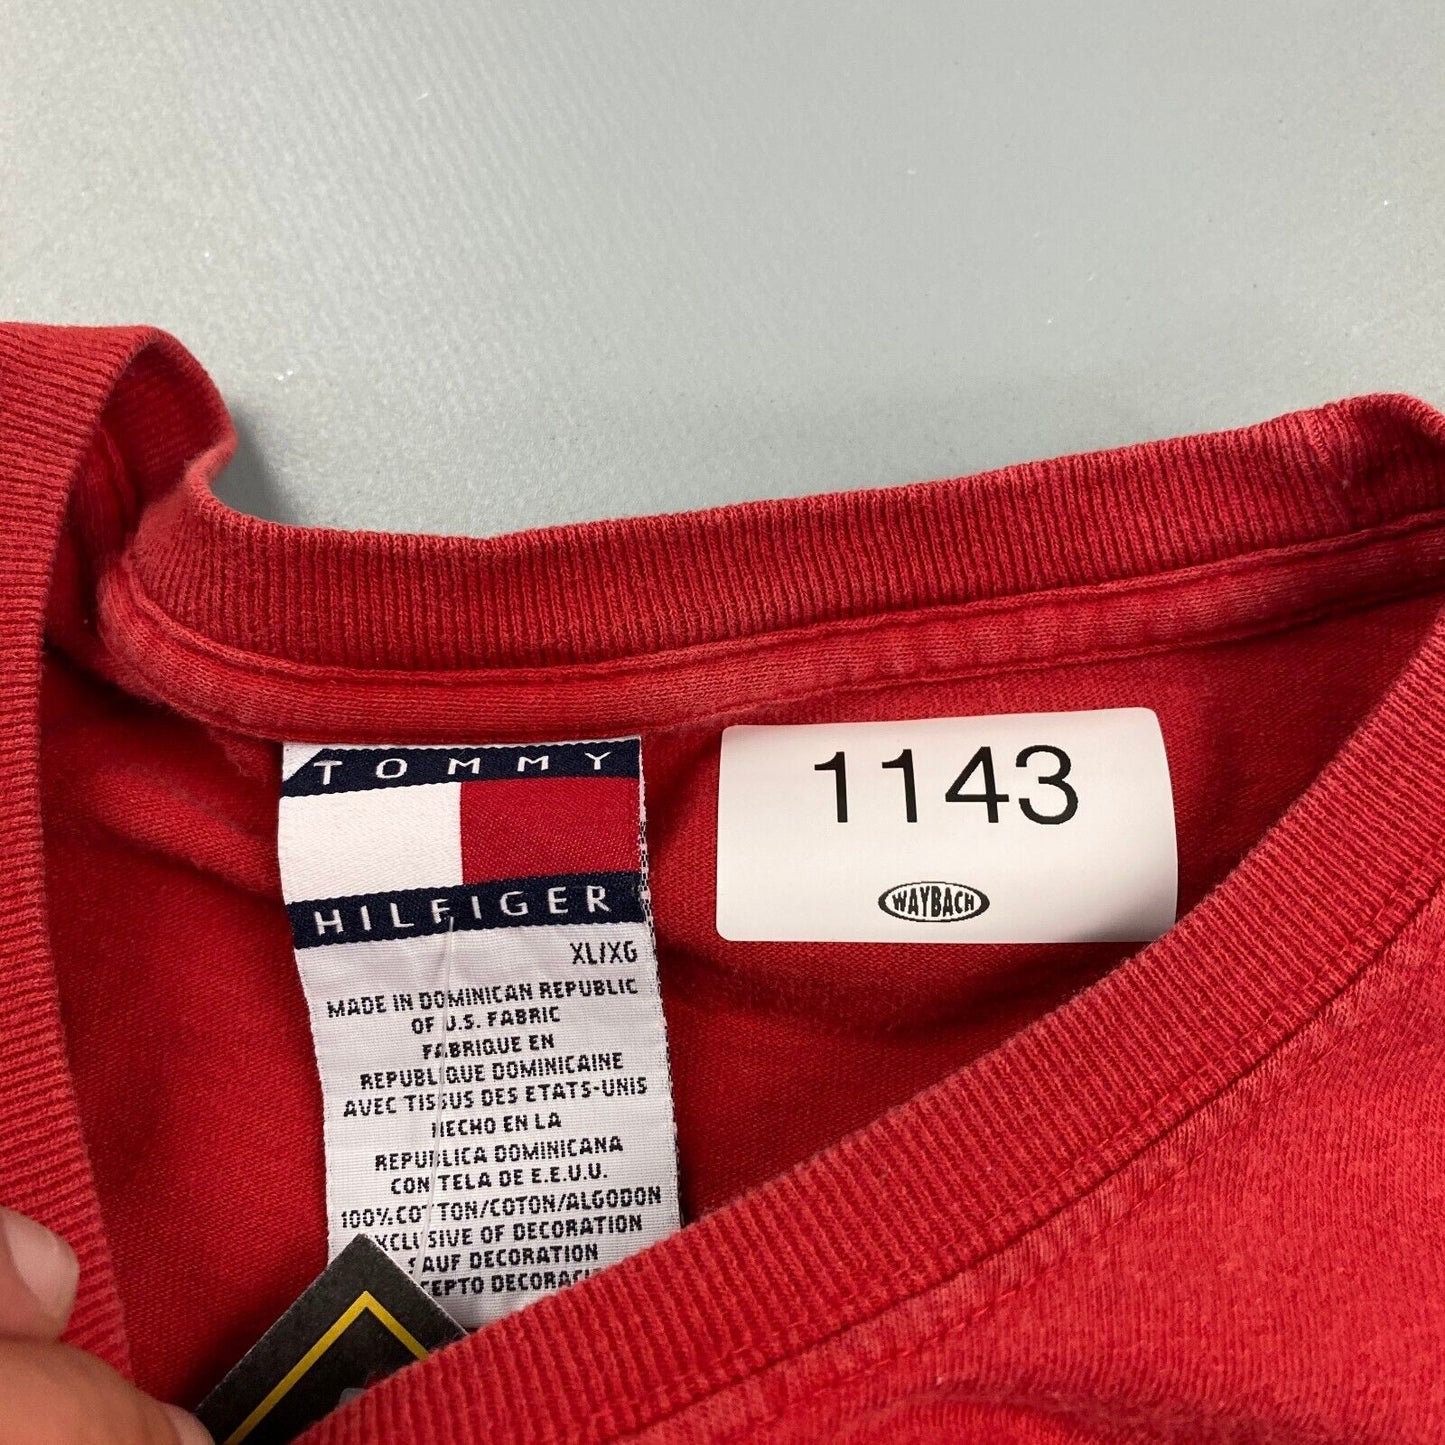 TOMMY
HILFIGER
XL/XG
MADE IN DOMINICAN REPUBLIC
OF U.S. FABRIC
FABRIQUE EN
REPUBLIQUE DOMINICAINE
AVEC TISSUS DES ETATS-UNIS
HECHO EN LA
REPUBLICA DOMINICANA
CON TELA DE E.E.U.U.
100% COTTON/COTON/ALGODON
EXCLUSIVE OF DECORATION
SAUF DECORATION
1143
WAYBACH